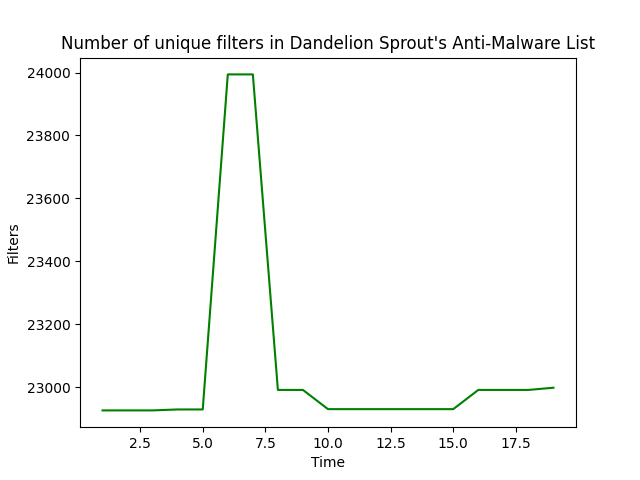 Number of unique filters in Dandelion Sprout's Anti-Malware List
24000
23800
23600
23400
23200
23000
Filters
2.5 5.0 7.5 10.0 12.5 15.0 17.5
Time